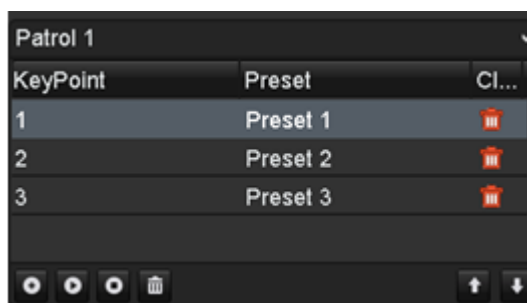 Patrol 1
KeyPoint Preset Cl...
1 Preset 1
2 Preset 2
3 Preset 3